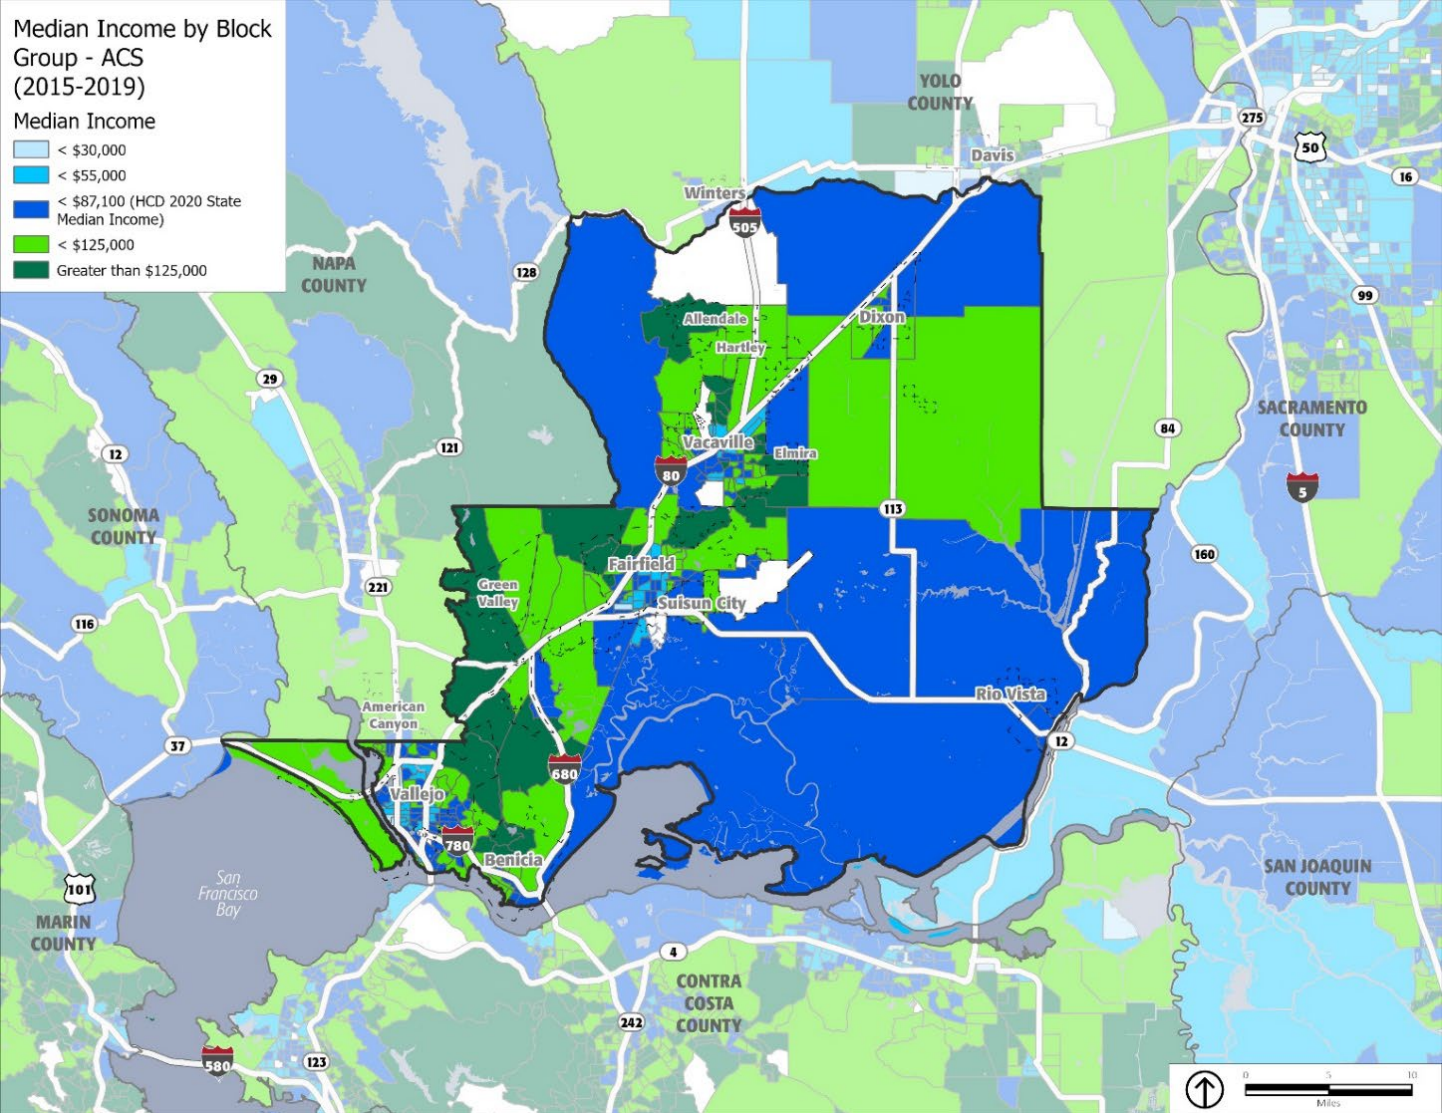 Median Income by Block
Group - ACS
(2015-2019)
Median Income
< $30,000
< $55,000
< $87,100 (HCD 2020 State
Median Income)
< $125,000
Greater than $125,000
YOLO
COUNTY
275
50
16
Davis
Winters
505
NAPA
COUNTY
128
99
Allendale
Dixon
Hartley
29
SACRAMENTO
COUNTY
84
12
121
Vacaville
Elmira
80
5
SONOMA
COUNTY
113
160
Fairfield
221
Green
Valley
Suisun City
116
Rio Vista
American
Canyon
37
12
680
Vallejo
780
Benicia
San
Francisco
Bay
101
SAN JOAQUIN
COUNTY
MARIN
COUNTY
4
CONTRA
COSTA
COUNTY
242
580
123
0 5 10
Miles